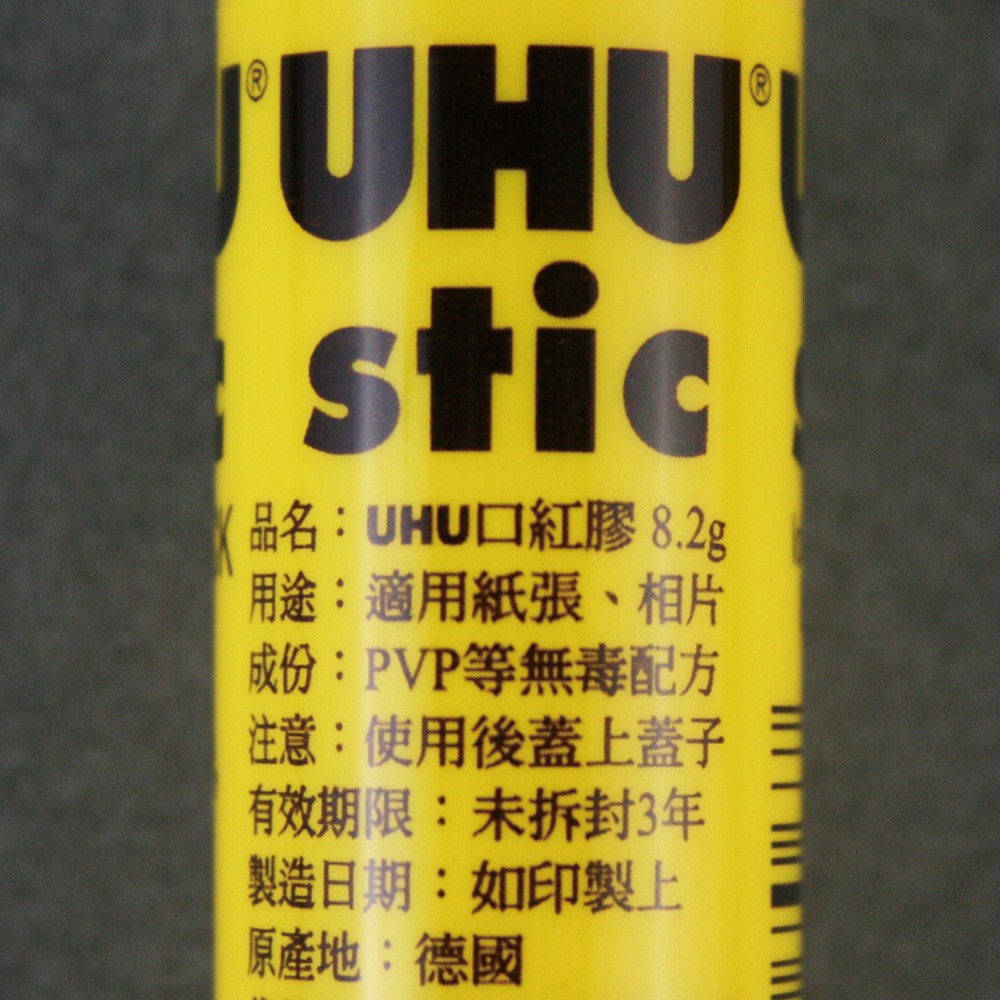 UHU®
stic
品名：UHU口紅膠 8.2g
用途：適用紙張、相片
成份：PVP等無毒配方
注意：使用後蓋上蓋子
有效期限：未拆封3年
製造日期：如印製上
原產地：德國